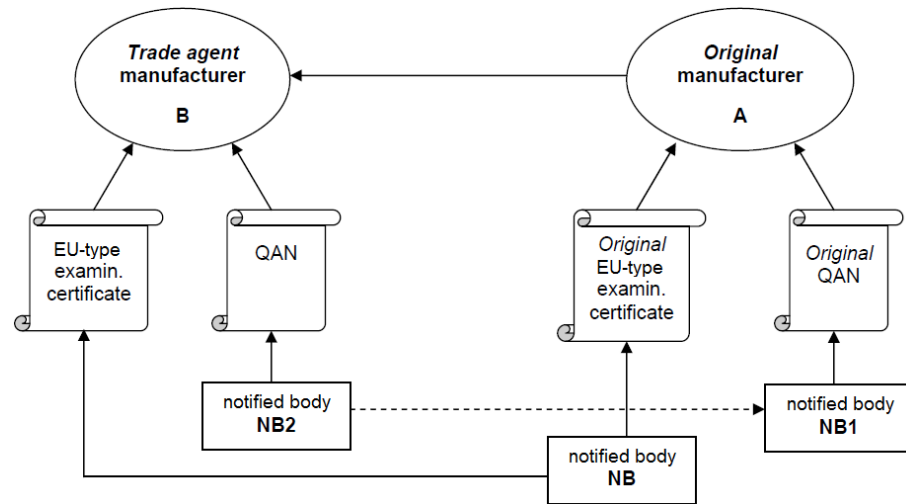 Trade agent
manufacturer
B
Original
manufacturer
A
EU-type
examin.
certificate
QAN
Original
EU-type
examin.
certificate
Original
QAN
notified body
NB2
notified body
NB
notified body
NB1